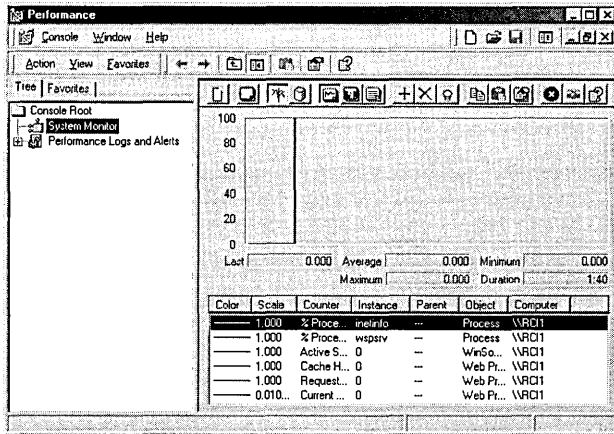 Performance
Console Window Help
Action View Favorites
Tree Favorites
Console Root
System Monitor
Performance Logs and Alerts
100
80
60
40
20
0
Last 0.000 Average 0.000 Minimum 0.000
Maximum 0.000 Duration 1:40
Color Scale Counter Instance Parent Object Computer
1.000 % Proce... inetinfo --- Process \\RCI1
1.000 % Proce... wspsrv --- Process \\RCI1
1.000 Active S... 0 --- WinSo... \\RCI1
1.000 Cache H... 0 --- Web Pr... \\RCI1
1.000 Request... 0 --- Web Pr... \\RCI1
0.010... Current ... 0 --- Web Pr... \\RCI1